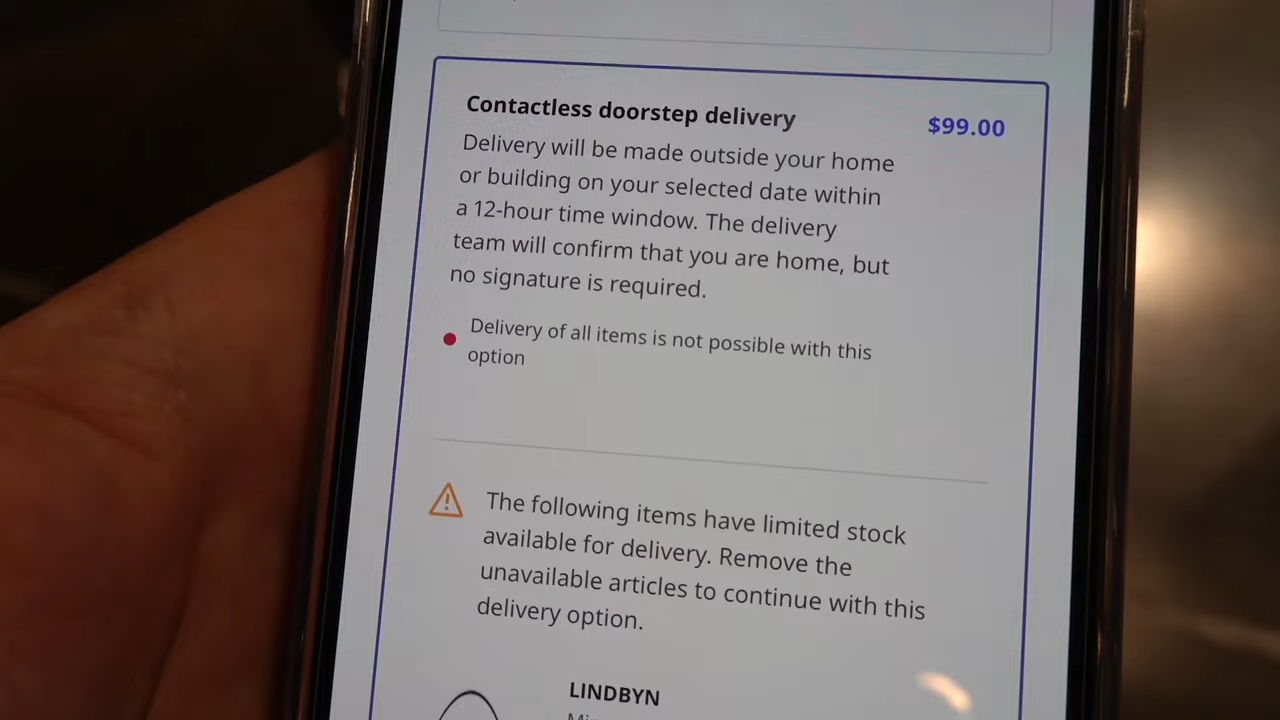 Contactless doorstep delivery
$99.00
Delivery will be made outside your home
or building on your selected date within
a 12-hour time window. The delivery
team will confirm that you are home, but
no signature is required.
Delivery of all items is not possible with this
option
The following items have limited stock
available for delivery. Remove the
unavailable articles to continue with this
delivery option.
LINDBYN